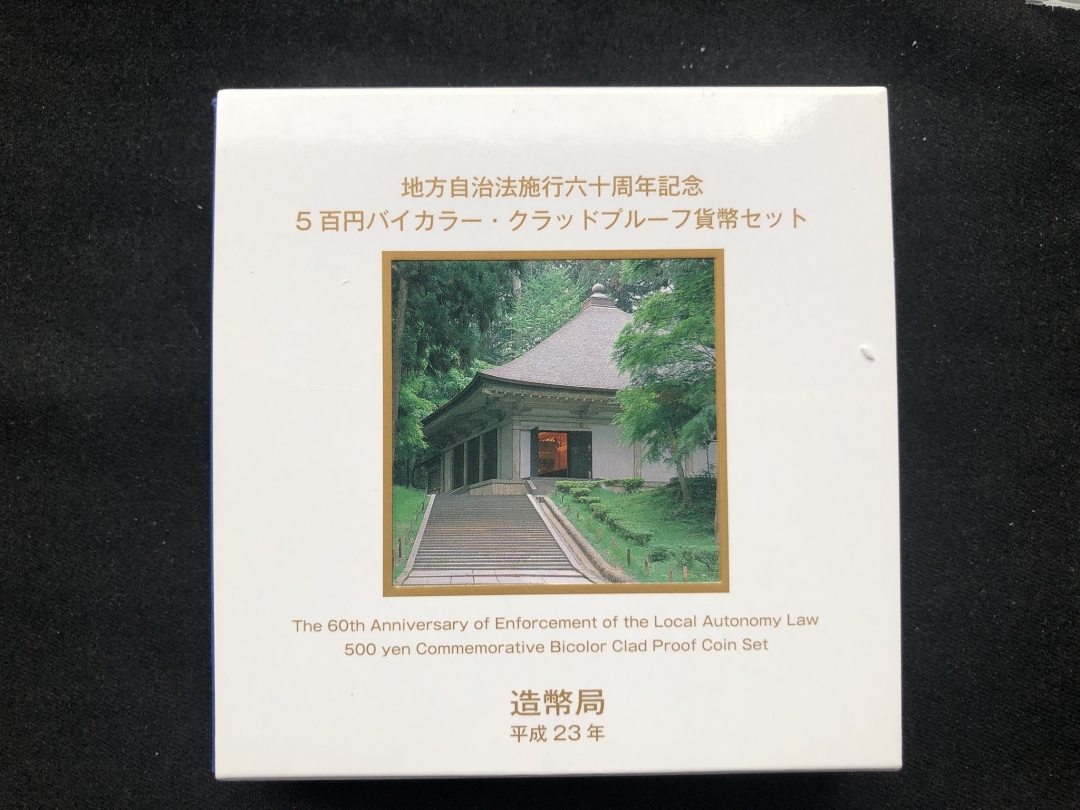 地方自治法施行六十周年記念
5百円バイカラー・クラッドプルーフ貨幣セット
The 60th Anniversary of Enforcement of the Local Autonomy Law
500 yen Commemorative Bicolor Clad Proof Coin Set
造幣局
平成23年